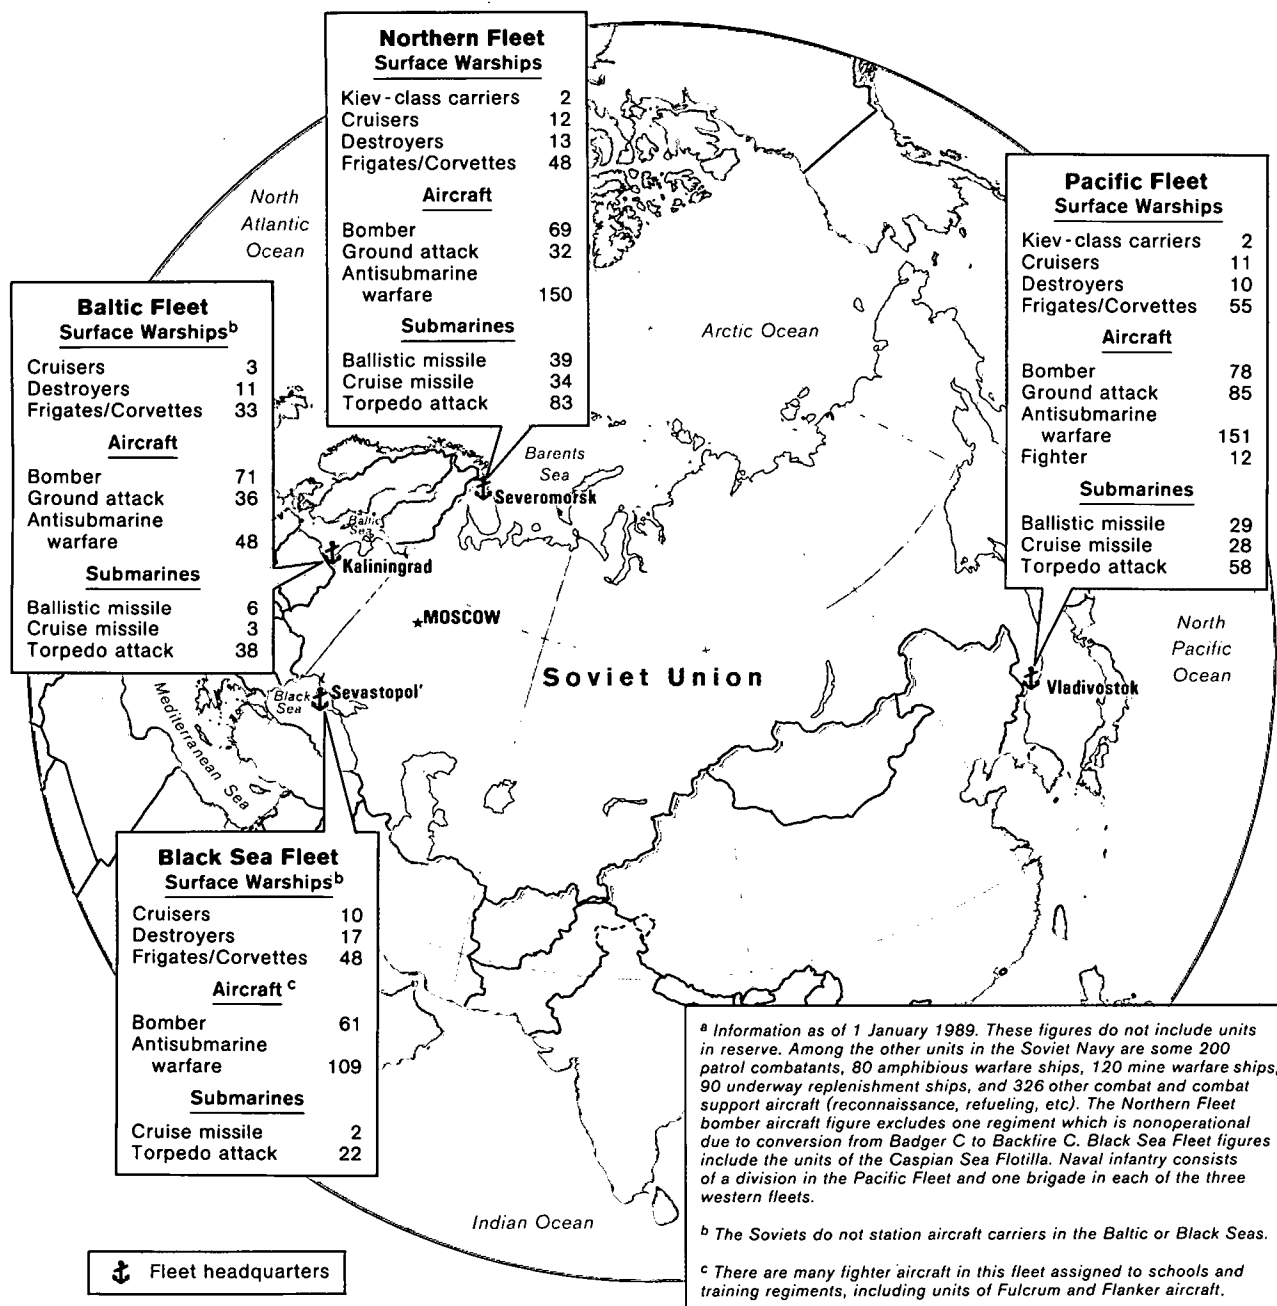 Northern Fleet
Surface Warships
Kiev-class carriers 2
Cruisers 12
Destroyers 13
Frigates/Corvettes 48
Aircraft
Bomber 69
Ground attack 32
Antisubmarine
warfare 150
Submarines
Ballistic missile 39
Cruise missile 34
Torpedo attack 83
Pacific Fleet
Surface Warships
Kiev-class carriers 2
Cruisers 11
Destroyers 10
Frigates/Corvettes 55
Aircraft
Bomber 78
Ground attack 85
Antisubmarine
warfare 151
Fighter 12
Submarines
Ballistic missile 29
Cruise missile 28
Torpedo attack 58
Baltic Fleet
Surface Warships b
Cruisers 3
Destroyers 11
Frigates/Corvettes 33
Aircraft
Bomber 71
Ground attack 36
Antisubmarine
warfare 48
Submarines
Ballistic missile 6
Cruise missile 3
Torpedo attack 38
North
Atlantic
Ocean
Arctic Ocean
Barents
Sea
Severomorsk
Baltic
Sea
Kaliningrad
MOSCOW
Soviet Union
North
Pacific
Ocean
Vladivostok
Black
Sea
Sevastopol'
Mediterranean Sea
Black Sea Fleet
Surface Warships b
Cruisers 10
Destroyers 17
Frigates/Corvettes 48
Aircraft c
Bomber 61
Antisubmarine
warfare 109
Submarines
Cruise missile 2
Torpedo attack 22
Indian Ocean
Fleet headquarters
a Information as of 1 January 1989. These figures do not include units
in reserve. Among the other units in the Soviet Navy are some 200
patrol combatants, 80 amphibious warfare ships, 120 mine warfare ships,
90 underway replenishment ships, and 326 other combat and combat
support aircraft (reconnaissance, refueling, etc). The Northern Fleet
bomber aircraft figure excludes one regiment which is nonoperational
due to conversion from Badger C to Backfire C. Black Sea Fleet figures
include the units of the Caspian Sea Flotilla. Naval infantry consists
of a division in the Pacific Fleet and one brigade in each of the three
western fleets.
b The Soviets do not station aircraft carriers in the Baltic or Black Seas.
c There are many fighter aircraft in this fleet assigned to schools and
training regiments, including units of Fulcrum and Flanker aircraft.